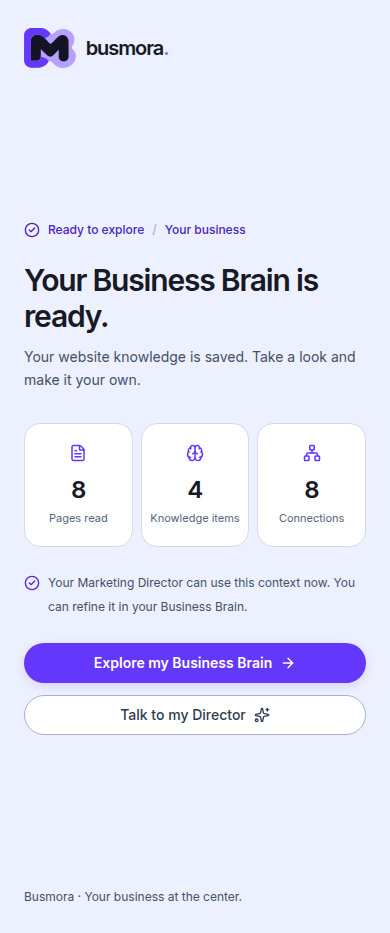 busmora.
Ready to explore / Your business
Your Business Brain is
ready.
Your website knowledge is saved. Take a look and
make it your own.
8 4 8
Pages read Knowledge items Connections
Your Marketing Director can use this context now. You
can refine it in your Business Brain.
Explore my Business Brain →
Talk to my Director
Busmora · Your business at the center.